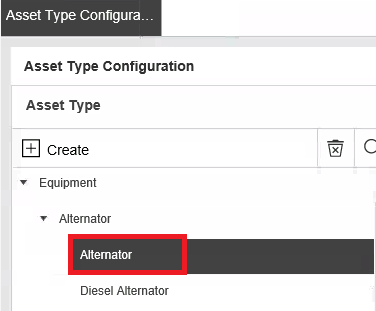 Asset Type Configura...
Asset Type Configuration
Asset Type
Create
Equipment
Alternator
Alternator
Diesel Alternator